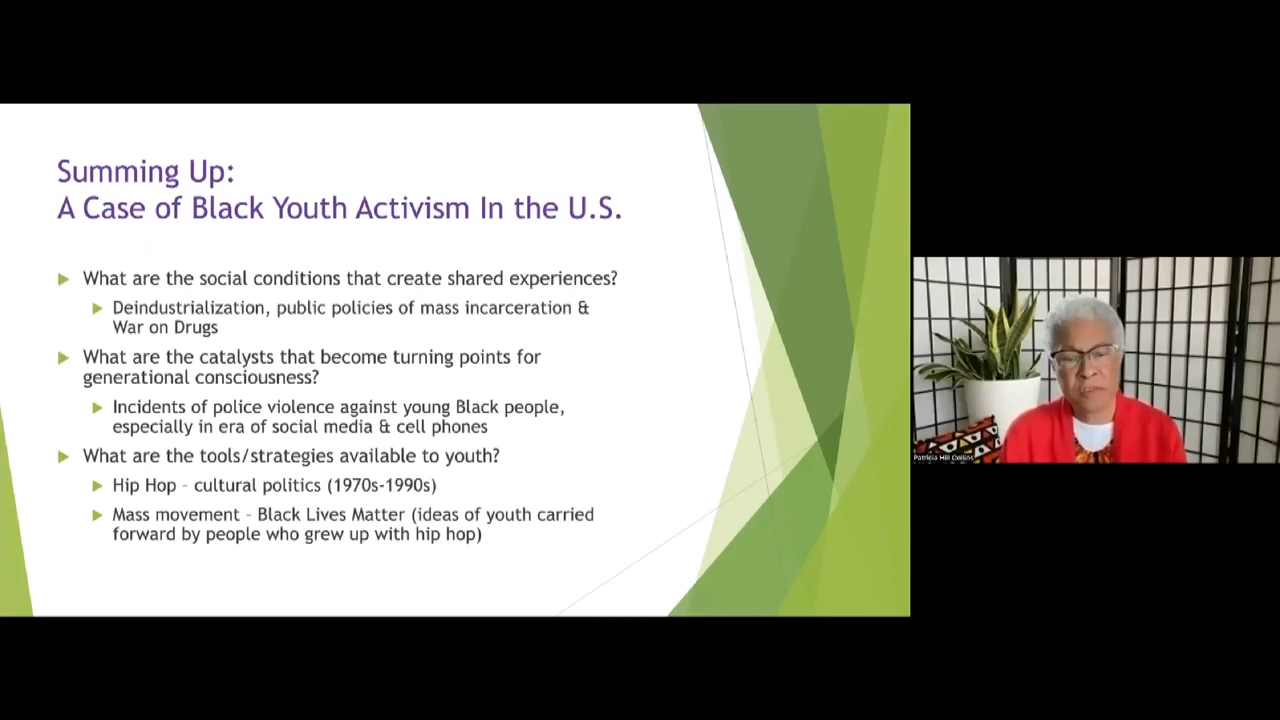 Summing Up:
A Case of Black Youth Activism In the U.S.
What are the social conditions that create shared experiences?
Deindustrialization, public policies of mass incarceration &
War on Drugs
What are the catalysts that become turning points for
generational consciousness?
Incidents of police violence against young Black people,
especially in era of social media & cell phones
What are the tools/strategies available to youth?
Hip Hop – cultural politics (1970s-1990s)
Mass movement – Black Lives Matter (ideas of youth carried
forward by people who grew up with hip hop)
Patricia Hill Collins